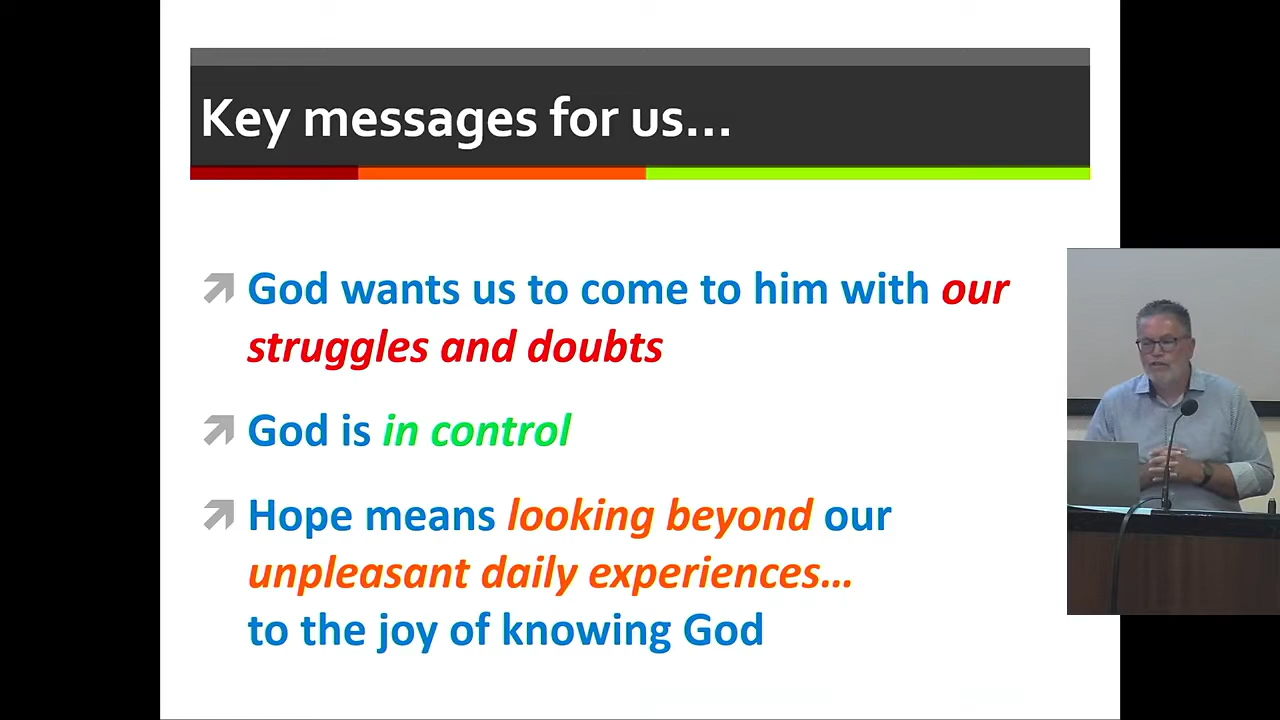 Key messages for us...
God wants us to come to him with our
struggles and doubts
God is in control
Hope means looking beyond our
unpleasant daily experiences...
to the joy of knowing God